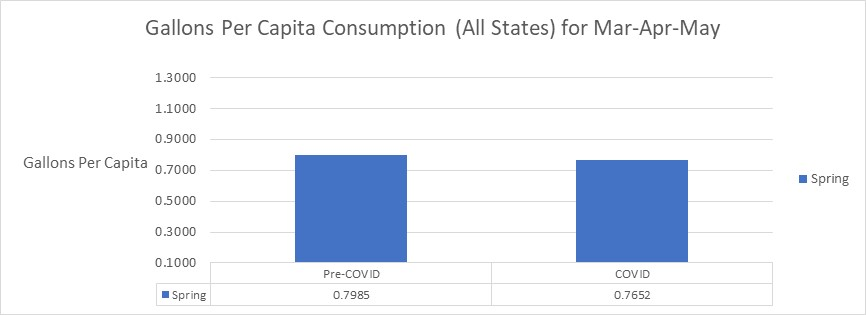 Gallons Per Capita Consumption (All States) for Mar-Apr-May
1.3000
1.1000
0.9000
Gallons Per Capita
0.7000
0.5000
0.3000
0.1000
Spring
Pre-COVID COVID
Spring 0.7985 0.7652